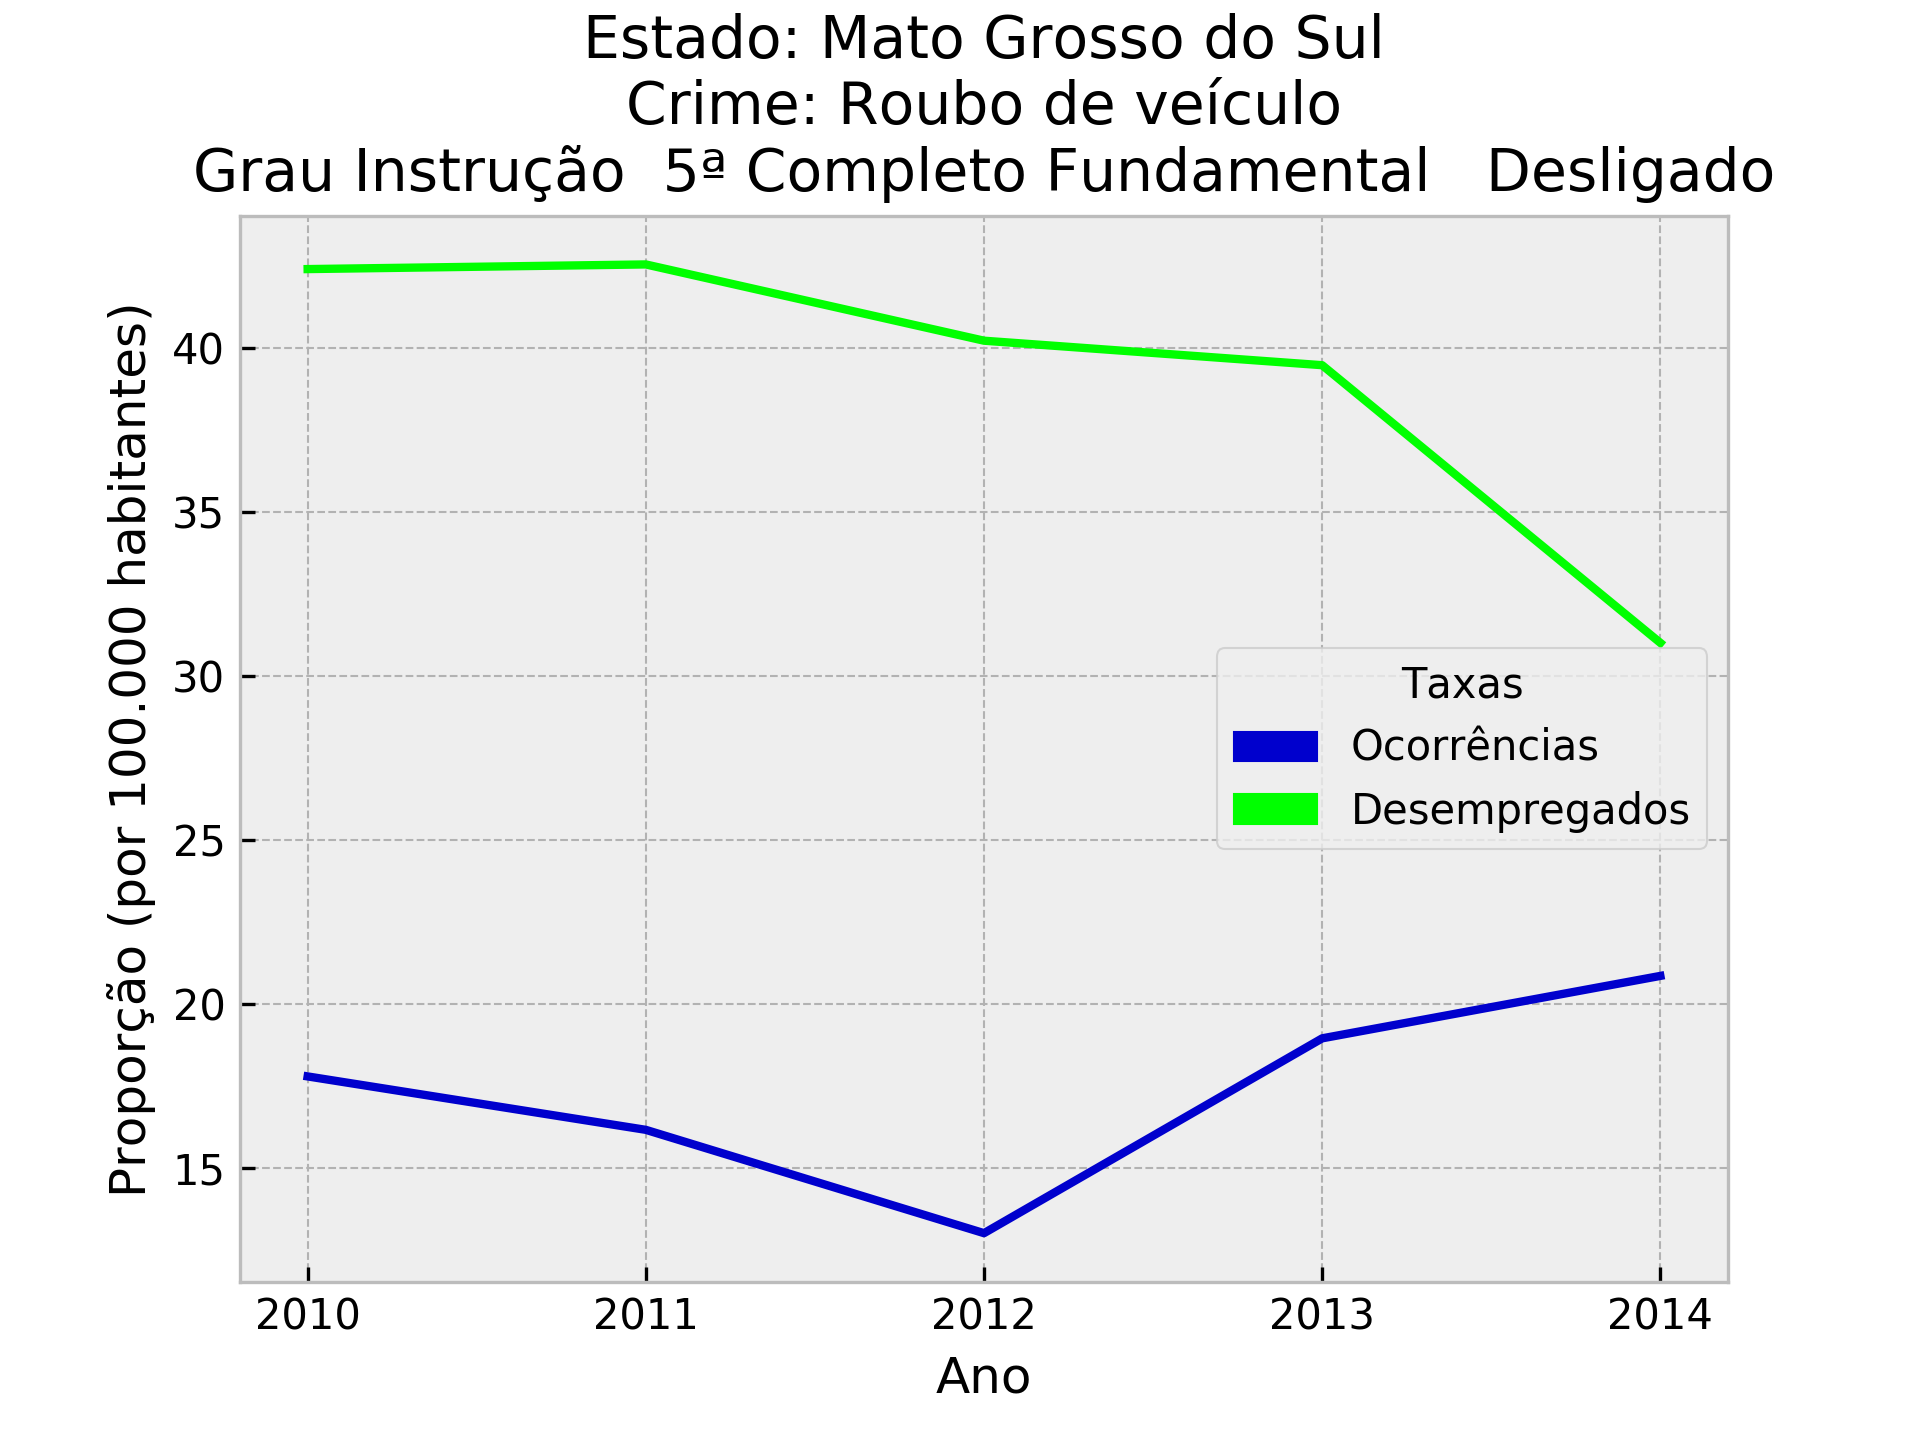 Estado: Mato Grosso do Sul
Crime: Roubo de veículo
Grau Instrução  5ª Completo Fundamental   Desligado
Proporção (por 100.000 habitantes)
40
35
30
25
20
15
Taxas
Ocorrências
Desempregados
2010 2011 2012 2013 2014
Ano